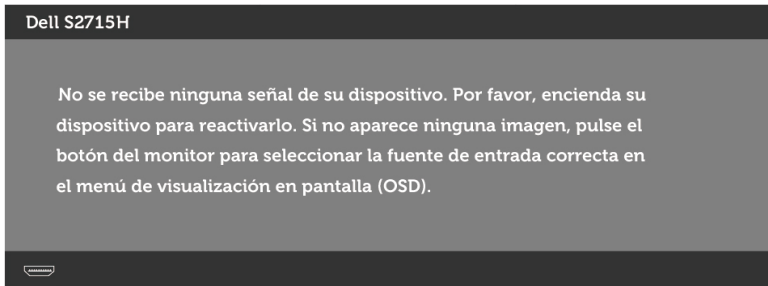 Dell S2715H
No se recibe ninguna señal de su dispositivo. Por favor, encienda su
dispositivo para reactivarlo. Si no aparece ninguna imagen, pulse el
botón del monitor para seleccionar la fuente de entrada correcta en
el menú de visualización en pantalla (OSD).